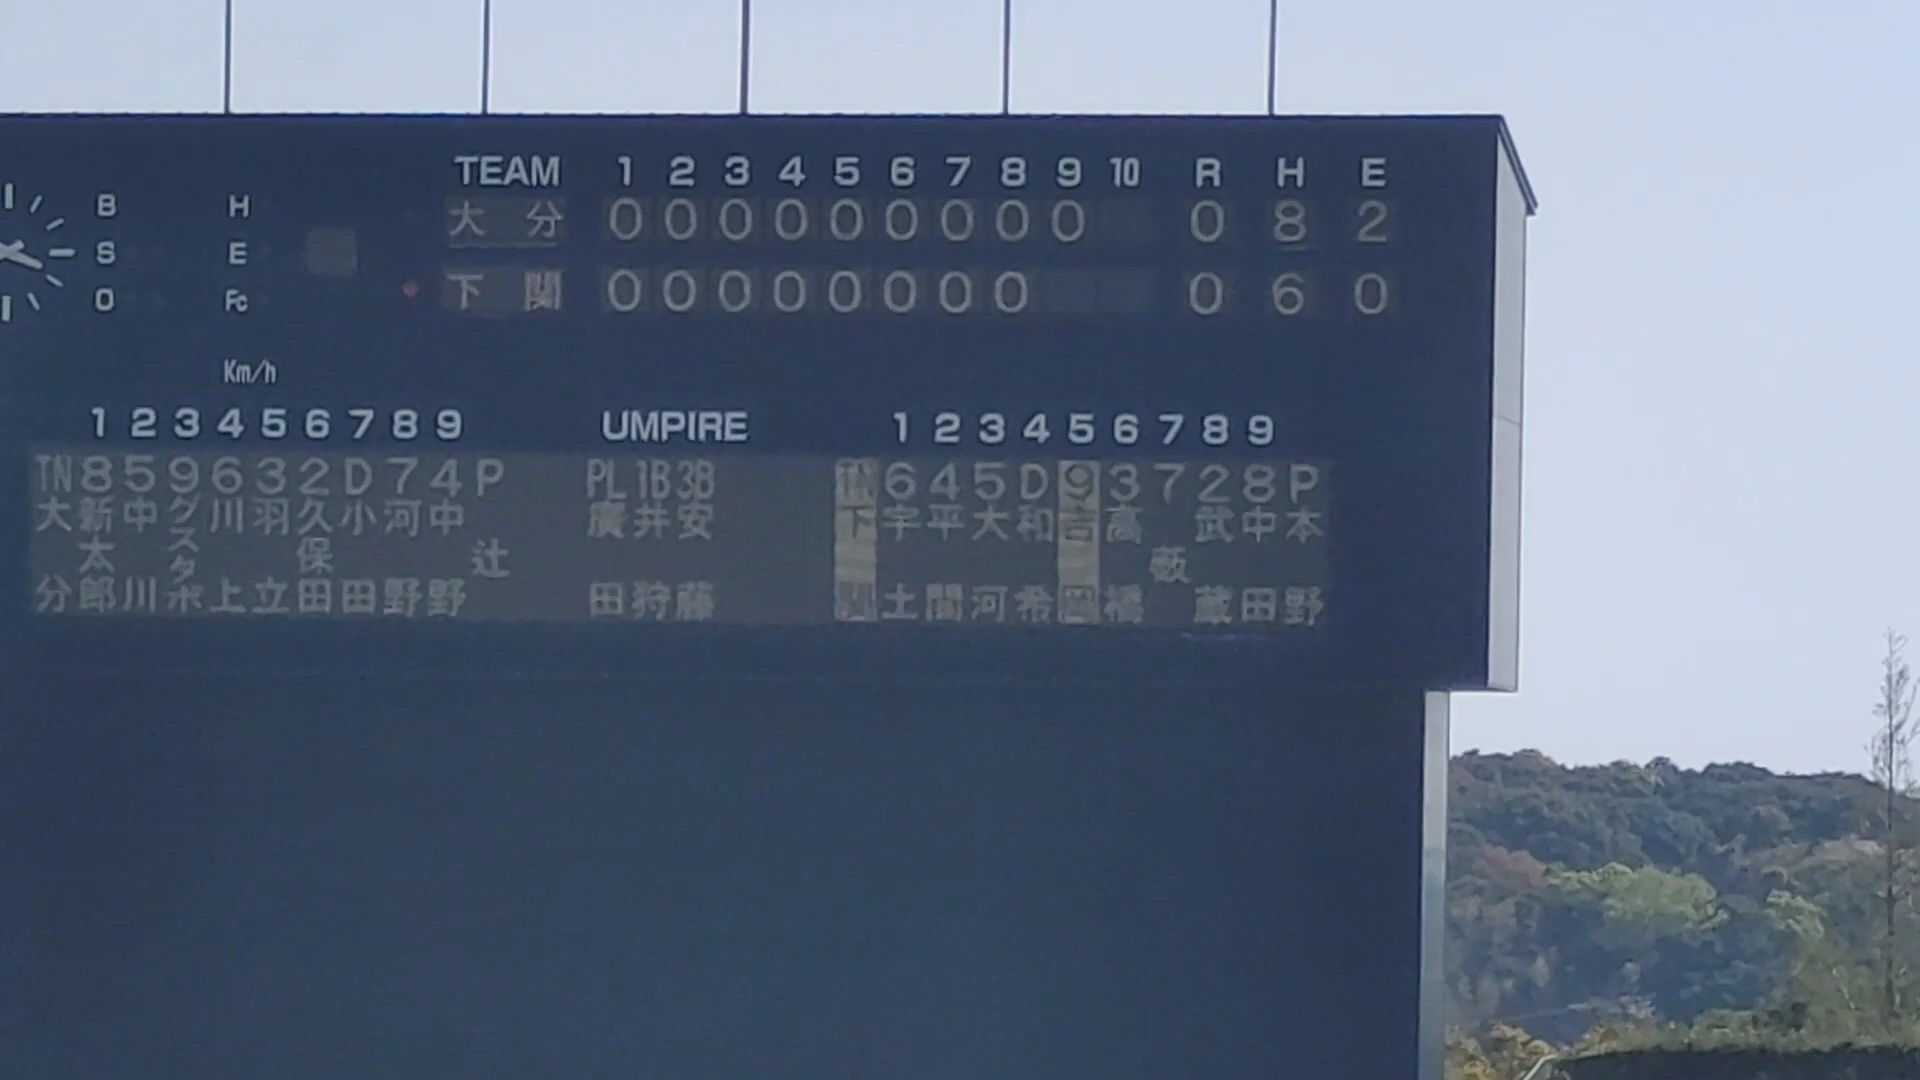 TEAM 1 2 3 4 5 6 7 8 9 10 R H E
B H 大分 0 0 0 0 0 0 0 0 0 0 8 2
S E
O Fc 下関 0 0 0 0 0 0 0 0 0 6 0
Km/h
1 2 3 4 5 6 7 8 9 UMPIRE 1 2 3 4 5 6 7 8 9
TN 8 5 9 6 3 2 D 7 4 P PL 1B 3B TN 6 4 5 D 9 3 7 2 8 P
大分 新太郎 中川 グスタボ 川上 羽立 久保田 小田 河野 中野 辻 廣田 井狩 安藤 下関 宇土 平間 大河 和希 吉岡 高橋 薮 武蔵 中田 本野